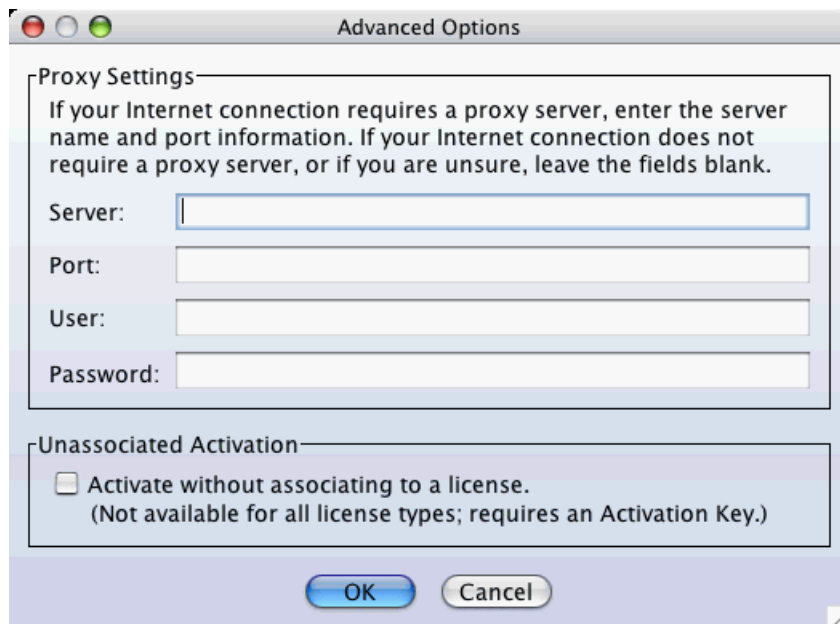 Advanced Options
Proxy Settings
If your Internet connection requires a proxy server, enter the server
name and port information. If your Internet connection does not
require a proxy server, or if you are unsure, leave the fields blank.
Server:
Port:
User:
Password:
Unassociated Activation
Activate without associating to a license.
(Not available for all license types; requires an Activation Key.)
OK Cancel